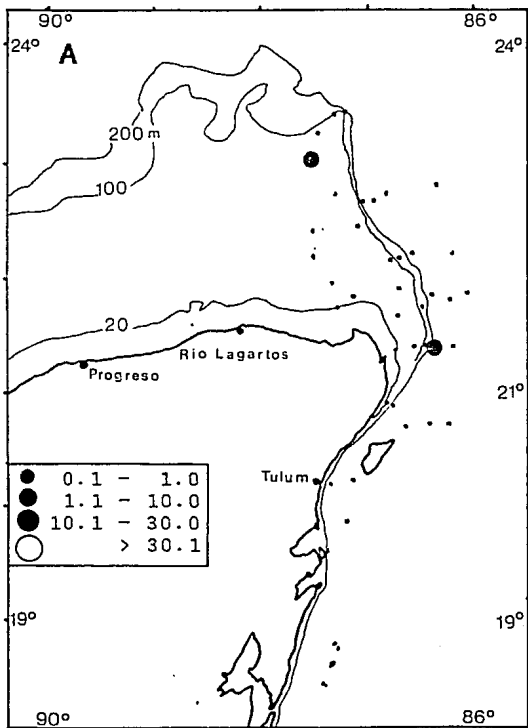 90° 86°
24° 24°
A
200 m
100
20
Rio Lagartos
Progreso
21° 21°
Tulum
0.1 - 1.0
1.1 - 10.0
10.1 - 30.0
> 30.1
19° 19°
90° 86°